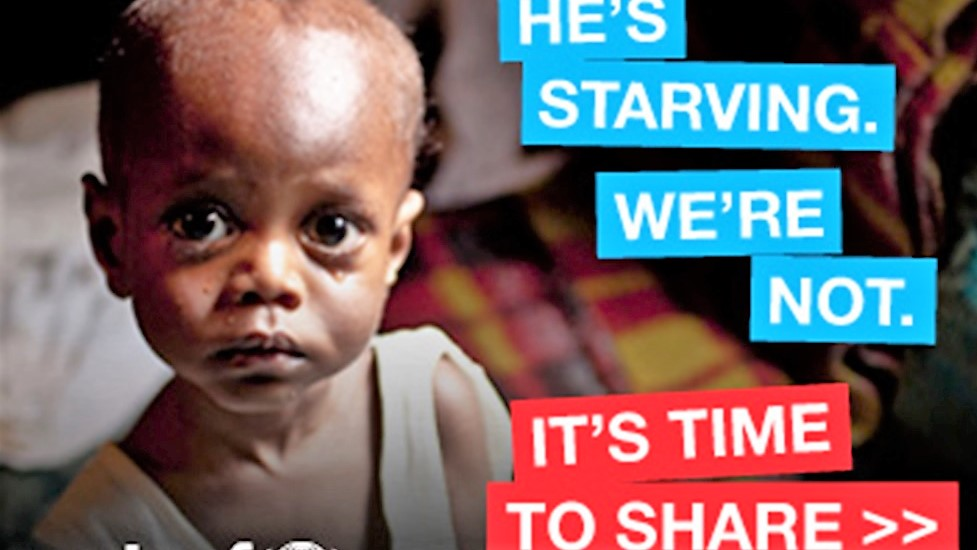 HE'S
STARVING.
WE'RE
NOT.
IT'S TIME
TO SHARE >>